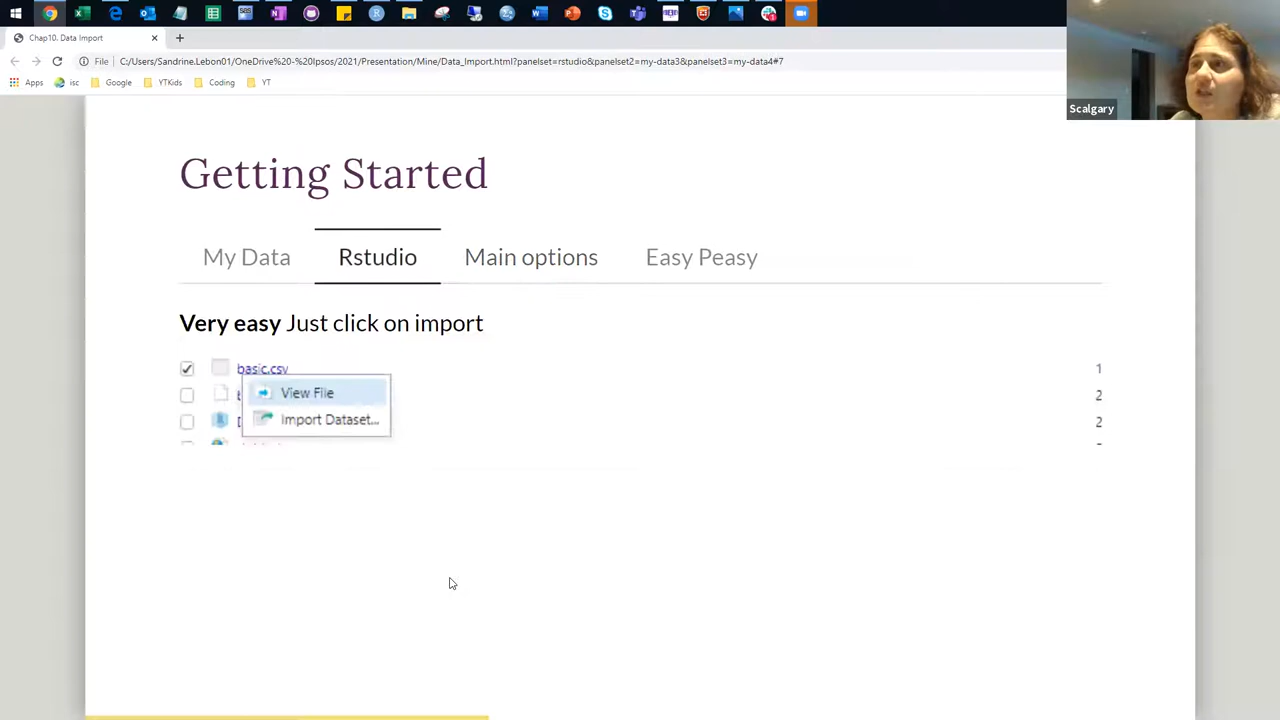 Chap10. Data Import
File
C:/Users/Sandrine.Lebon01/OneDrive%20-%20Ipsos/2021/Presentation/Mine/Data_Import.html?panelset=rstudio&panelset2=my-data3&panelset3=my-data4#7
Apps isc Google YTKids Coding YT
Scalgary
Getting Started
My Data Rstudio Main options Easy Peasy
Very easy Just click on import
basic.csv 1
View File 2
Import Dataset... 2